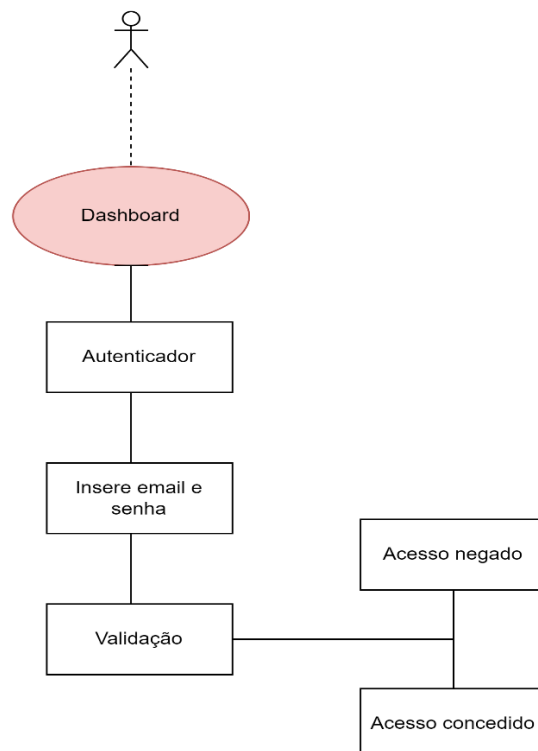 Dashboard
Autenticador
Insere email e
senha
Acesso negado
Validação
Acesso concedido